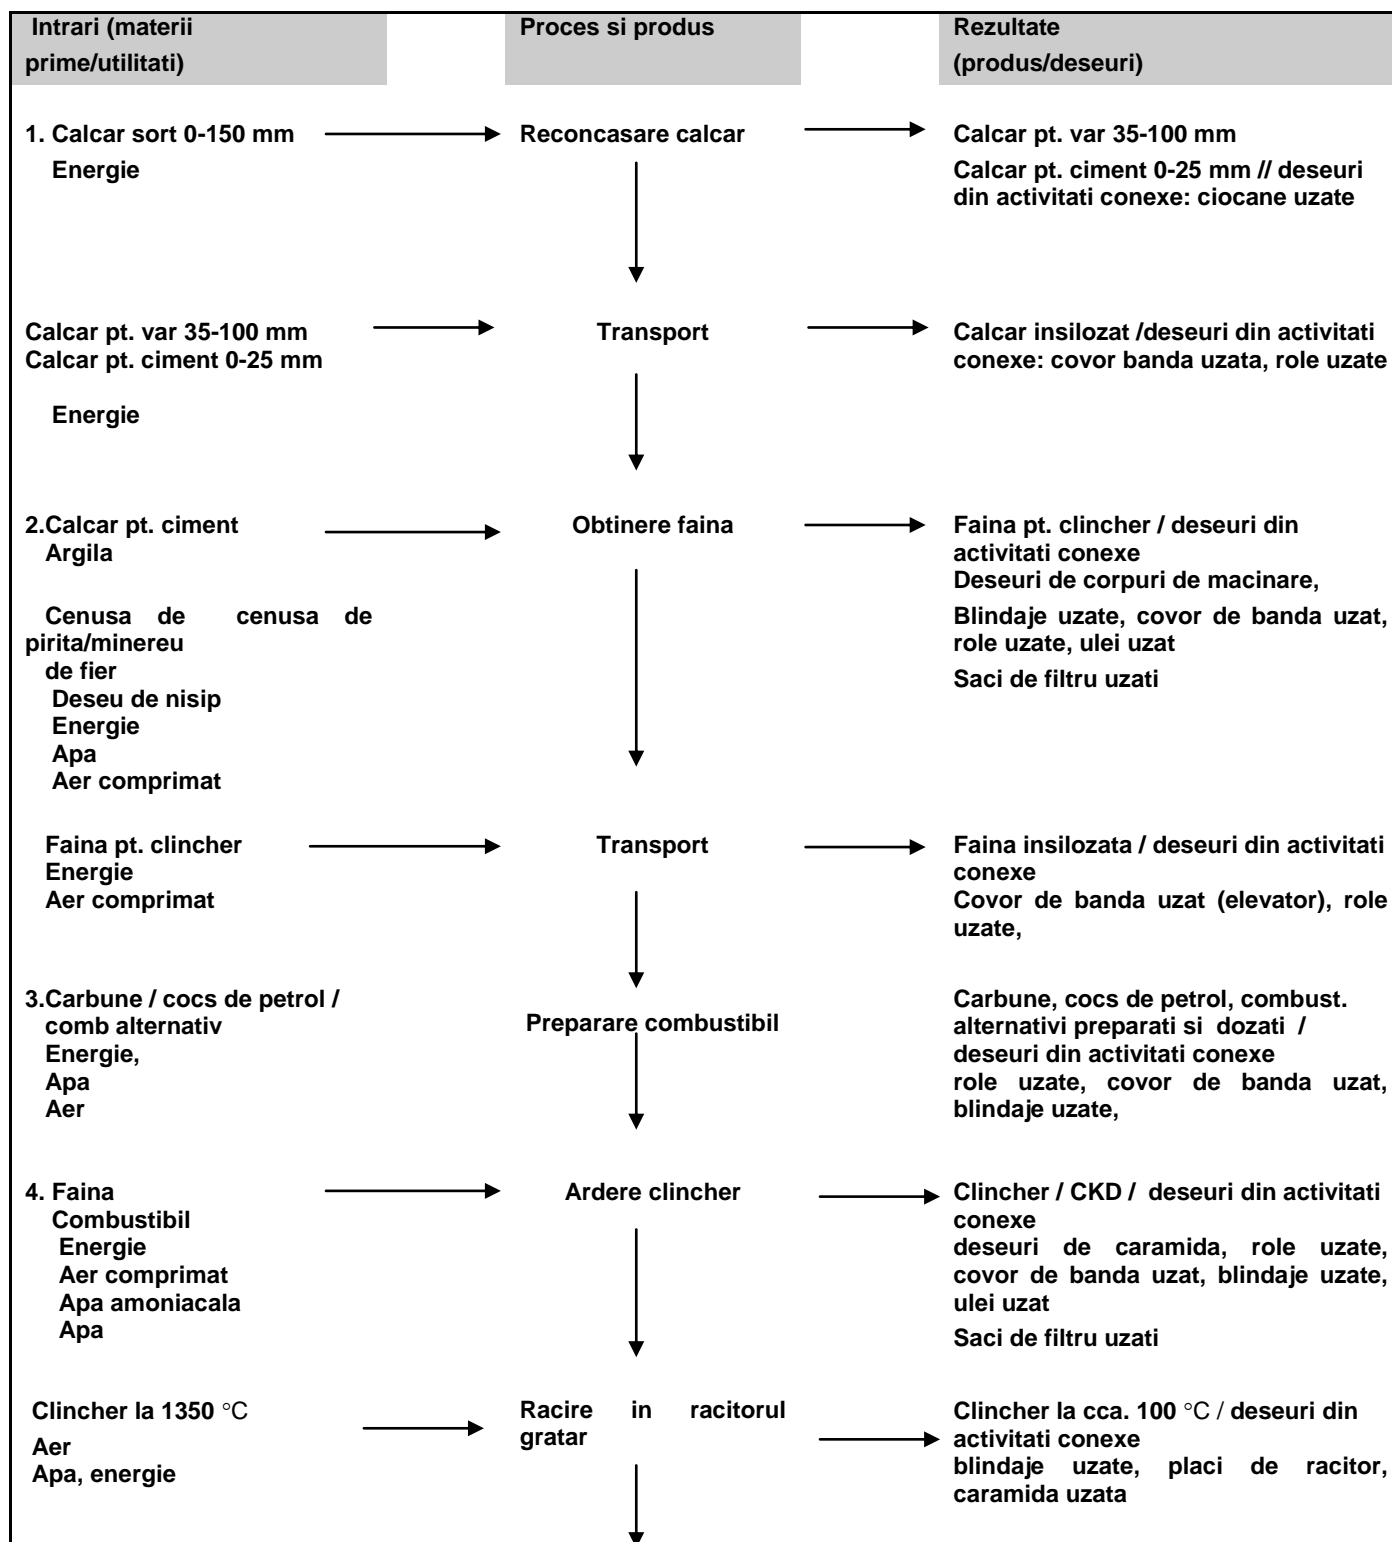 Intrari (materii
prime/utilitati)
Proces si produs
Rezultate
(produs/deseuri)
1. Calcar sort 0-150 mm
Energie
Reconcasare calcar
Calcar pt. var 35-100 mm
Calcar pt. ciment 0-25 mm // deseuri
din activitati conexe: ciocane uzate
Calcar pt. var 35-100 mm
Calcar pt. ciment 0-25 mm
Energie
Transport
Calcar insilozat /deseuri din activitati
conexe: covor banda uzata, role uzate
2.Calcar pt. ciment
Argila
Cenusa de cenusa de
pirita/minereu
de fier
Deseu de nisip
Energie
Apa
Aer comprimat
Obtinere faina
Faina pt. clincher / deseuri din
activitati conexe
Deseuri de corpuri de macinare,
Blindaje uzate, covor de banda uzat,
role uzate, ulei uzat
Saci de filtru uzati
Faina pt. clincher
Energie
Aer comprimat
Transport
Faina insilozata / deseuri din activitati
conexe
Covor de banda uzat (elevator), role
uzate,
3.Carbune / cocs de petrol /
comb alternativ
Energie,
Apa
Aer
Preparare combustibil
Carbune, cocs de petrol, combust.
alternativi preparati si dozati /
deseuri din activitati conexe
role uzate, covor de banda uzat,
blindaje uzate,
4. Faina
Combustibil
Energie
Aer comprimat
Apa amoniacala
Apa
Ardere clincher
Clincher / CKD / deseuri din activitati
conexe
deseuri de caramida, role uzate,
covor de banda uzat, blindaje uzate,
ulei uzat
Saci de filtru uzati
Clincher la 1350 °C
Aer
Apa, energie
Racire in racitorul
gratar
Clincher la cca. 100 °C / deseuri din
activitati conexe
blindaje uzate, placi de racitor,
caramida uzata